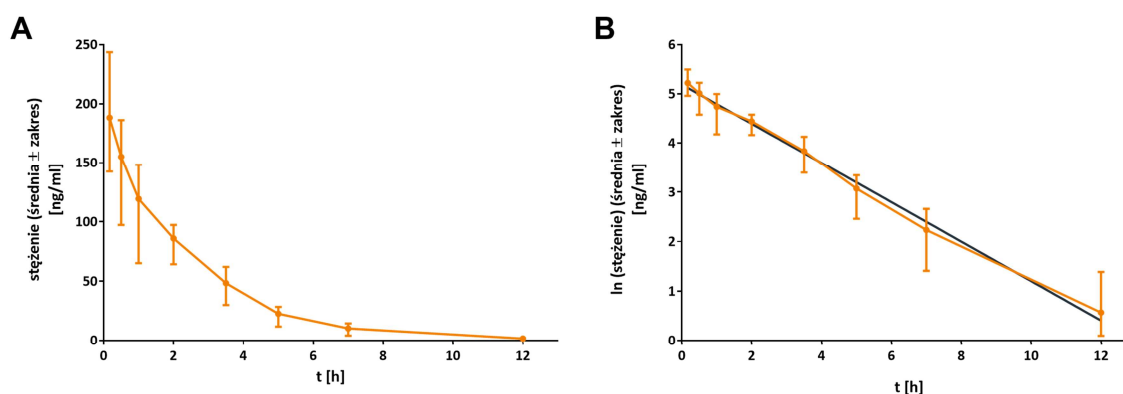 A
250
200
150
100
50
0
stężenie (średnia ± zakres)
[ng/ml]
0 2 4 6 8 10 12
t [h]
B
6
5
4
3
2
1
0
ln (stężenie) (średnia ± zakres)
[ng/ml]
0 2 4 6 8 10 12
t [h]